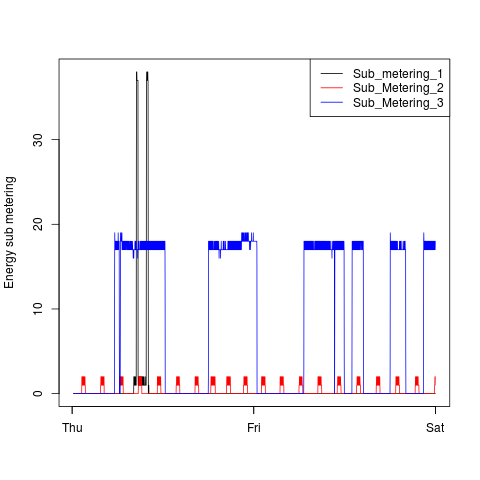 Sub_metering_1
Sub_Metering_2
Sub_Metering_3
Energy sub metering
30
20
10
0
Thu
Fri
Sat